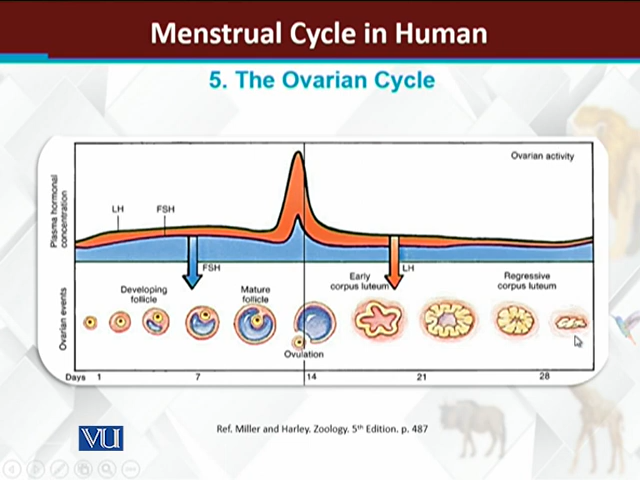 Menstrual Cycle in Human
5. The Ovarian Cycle
Ovarian activity
Plasma hormonal
concentration
LH
FSH
FSH
LH
Ovarian events
Developing
follicle
Mature
follicle
Early
corpus luteum
Regressive
corpus luteum
Ovulation
Days 1 7 14 21 28
Ref. Miller and Harley. Zoology. 5th Edition. p. 487
VU